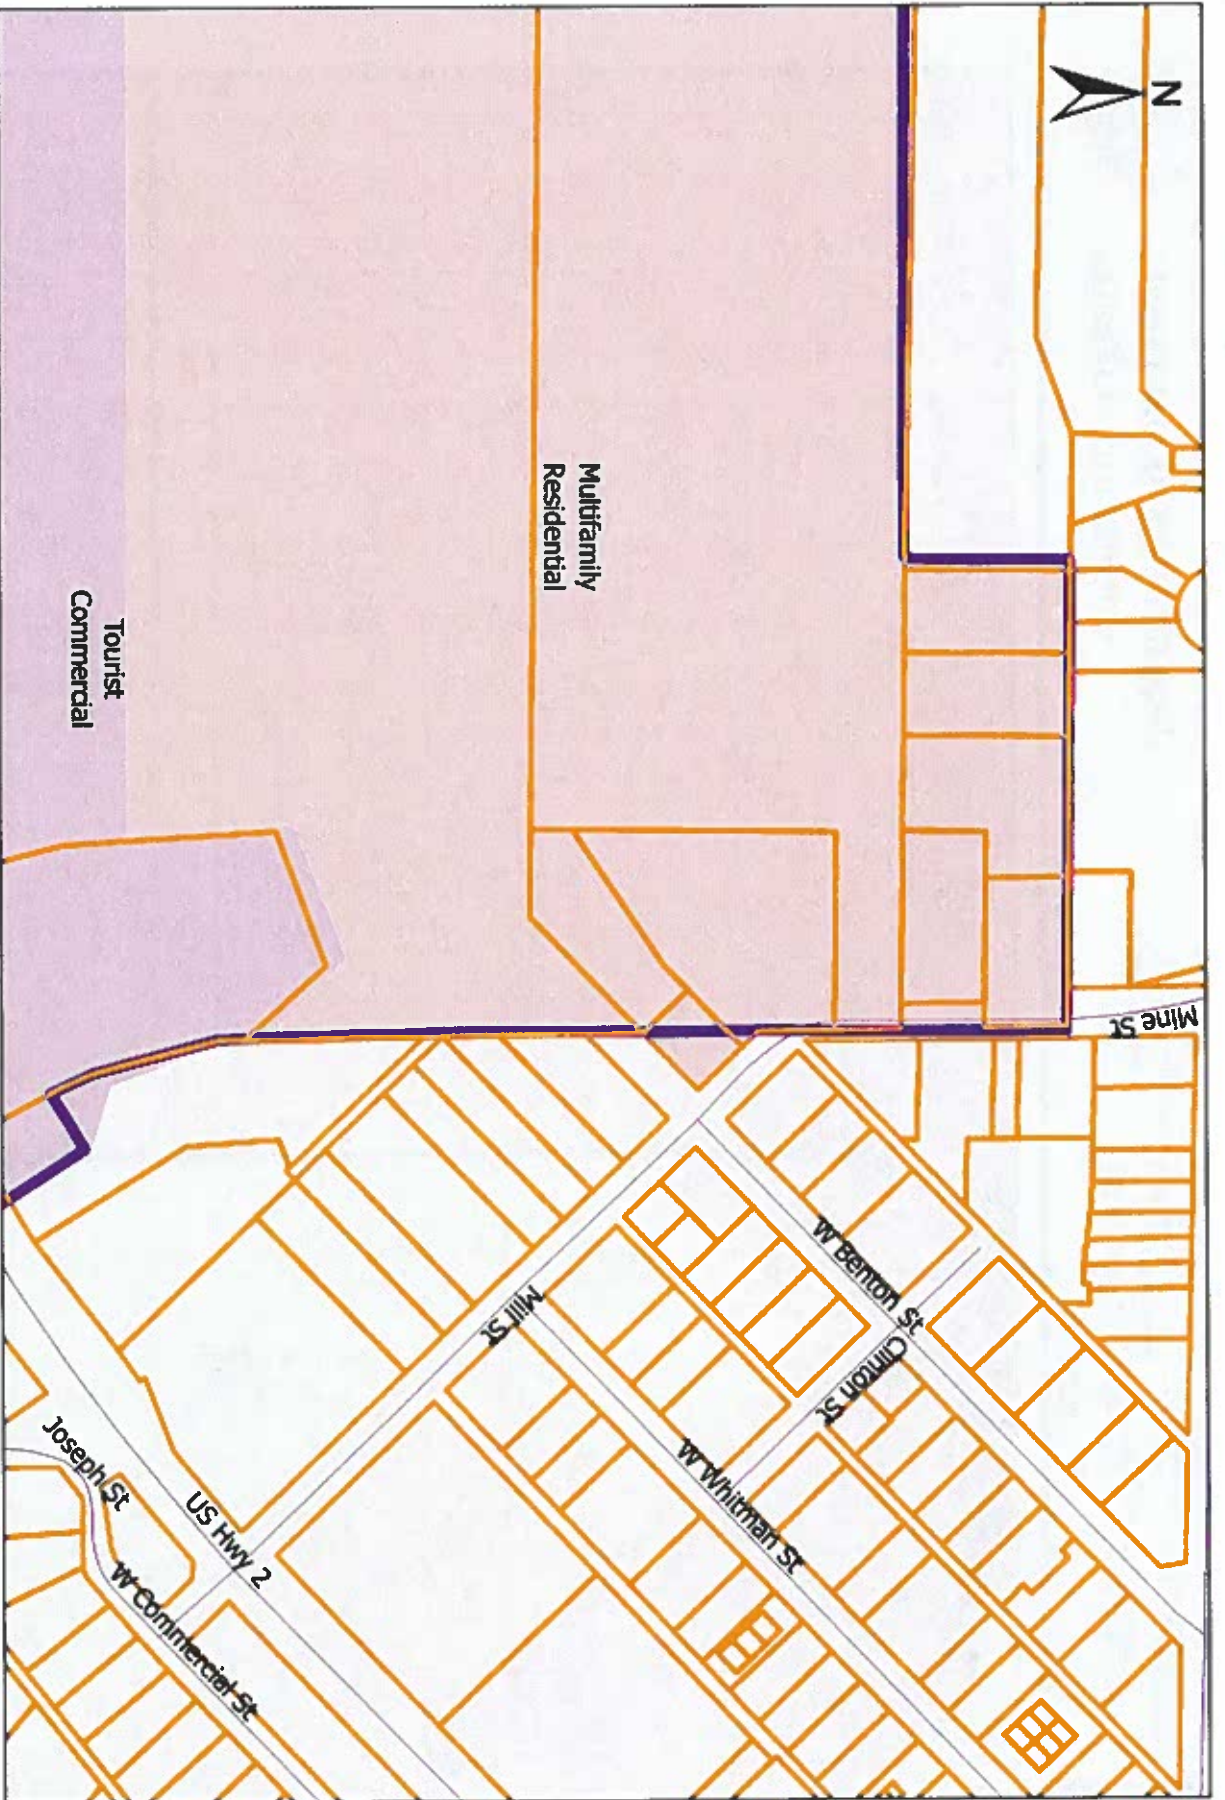 N
Mine St
Multifamily
Residential
Tourist
Commercial
W Benton St
Clinton St
Mill St
W Whitman St
Joseph St
US Hwy 2
W Commercial St